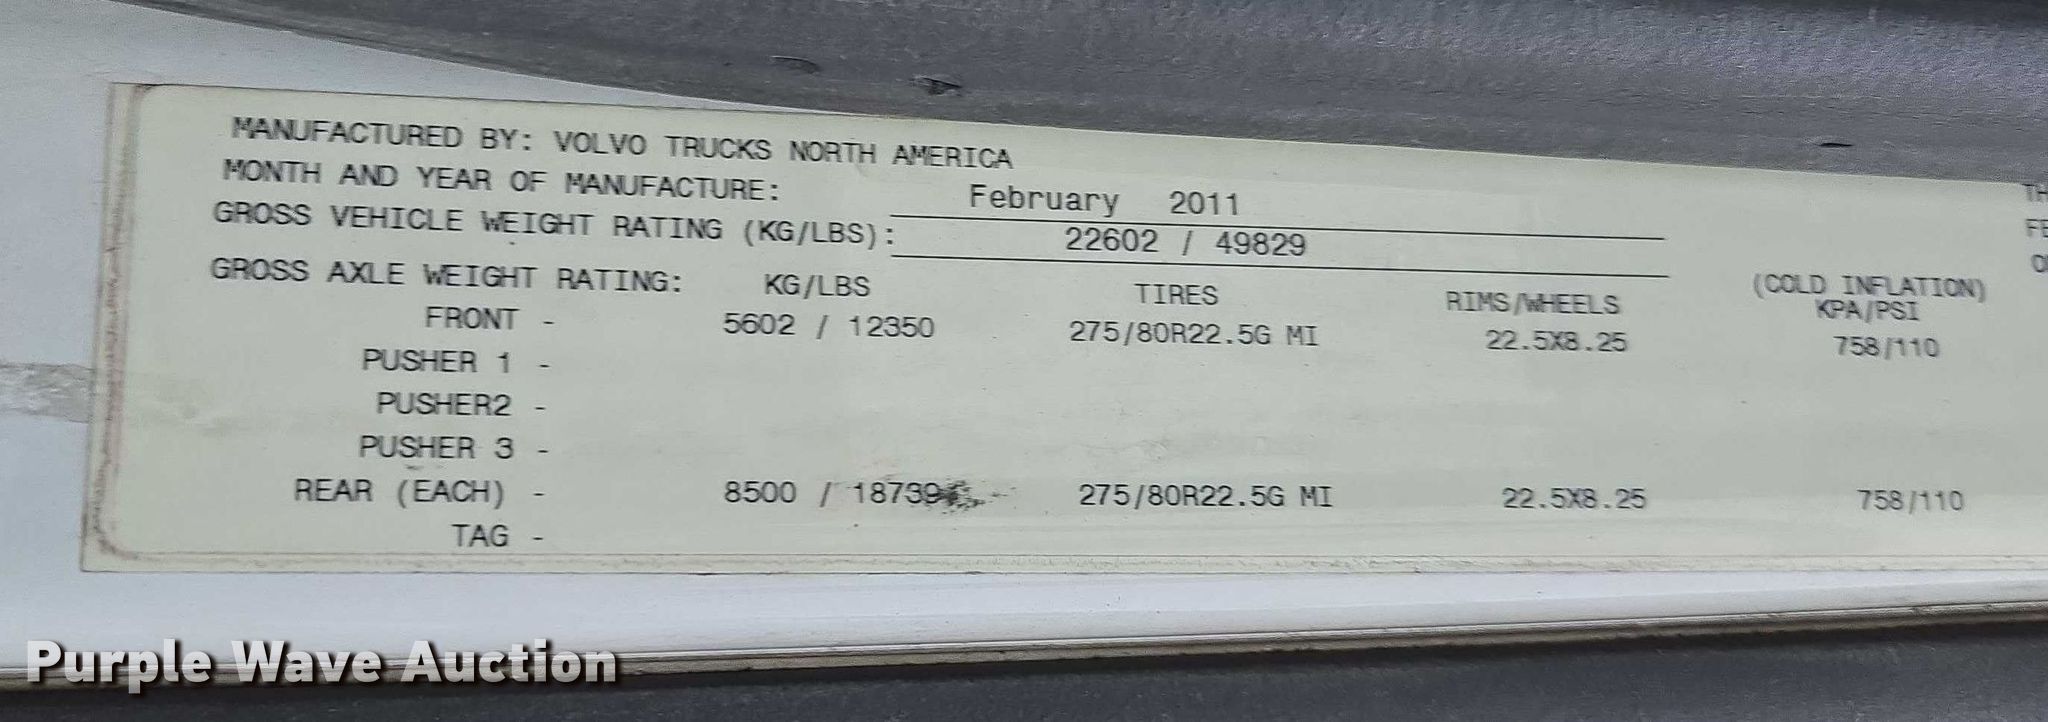 MANUFACTURED BY: VOLVO TRUCKS NORTH AMERICA
MONTH AND YEAR OF MANUFACTURE: February 2011
GROSS VEHICLE WEIGHT RATING (KG/LBS): 22602 / 49829
GROSS AXLE WEIGHT RATING: KG/LBS TIRES RIMS/WHEELS (COLD INFLATION) KPA/PSI
FRONT - 5602 / 12350 275/80R22.5G MI 22.5X8.25 758/110
PUSHER 1 -
PUSHER2 -
PUSHER 3 -
REAR (EACH) - 8500 / 18739 275/80R22.5G MI 22.5X8.25 758/110
TAG -
Purple Wave Auction